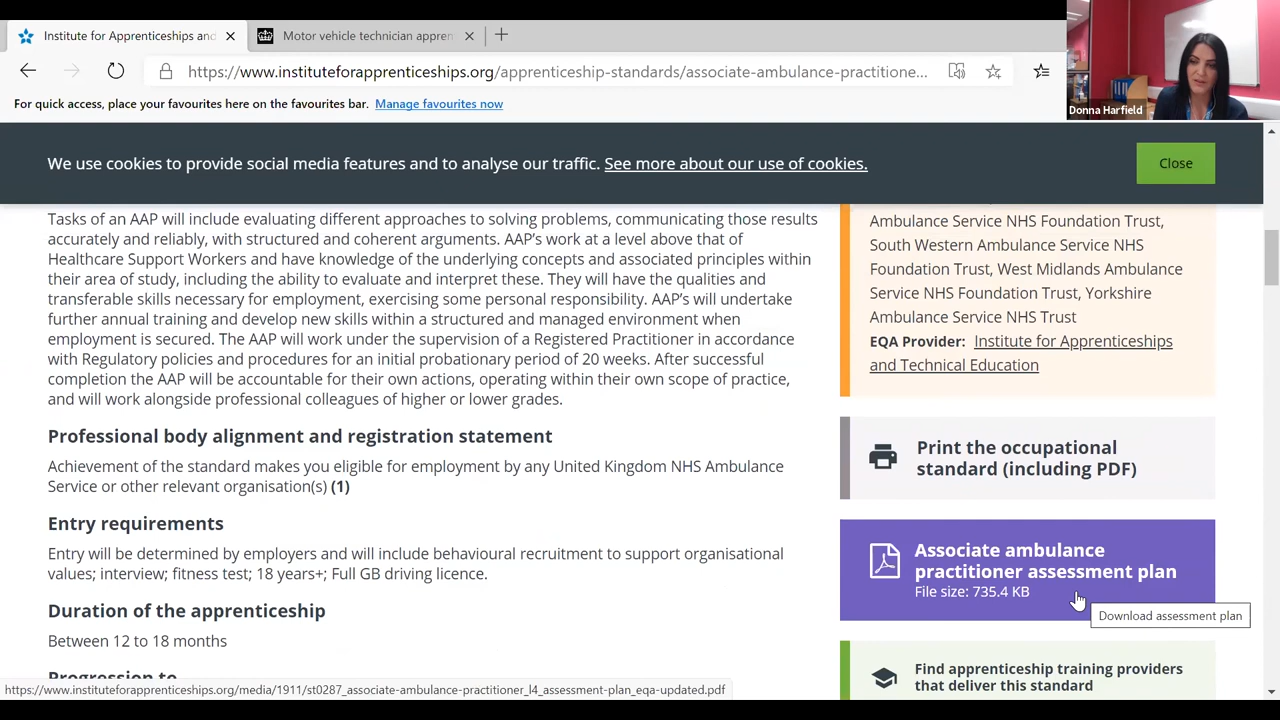 Institute for Apprenticeships and
Motor vehicle technician appren
https://www.instituteforapprenticeships.org/apprenticeship-standards/associate-ambulance-practitione...
For quick access, place your favourites here on the favourites bar. Manage favourites now
Donna Harfield
We use cookies to provide social media features and to analyse our traffic. See more about our use of cookies.
Close
Tasks of an AAP will include evaluating different approaches to solving problems, communicating those results
accurately and reliably, with structured and coherent arguments. AAP's work at a level above that of
Healthcare Support Workers and have knowledge of the underlying concepts and associated principles within
their area of study, including the ability to evaluate and interpret these. They will have the qualities and
transferable skills necessary for employment, exercising some personal responsibility. AAP's will undertake
further annual training and develop new skills within a structured and managed environment when
employment is secured. The AAP will work under the supervision of a Registered Practitioner in accordance
with Regulatory policies and procedures for an initial probationary period of 20 weeks. After successful
completion the AAP will be accountable for their own actions, operating within their own scope of practice,
and will work alongside professional colleagues of higher or lower grades.
Professional body alignment and registration statement
Achievement of the standard makes you eligible for employment by any United Kingdom NHS Ambulance
Service or other relevant organisation(s) (1)
Entry requirements
Entry will be determined by employers and will include behavioural recruitment to support organisational
values; interview; fitness test; 18 years+; Full GB driving licence.
Duration of the apprenticeship
Between 12 to 18 months
Progression to
Ambulance Service NHS Foundation Trust,
South Western Ambulance Service NHS
Foundation Trust, West Midlands Ambulance
Service NHS Foundation Trust, Yorkshire
Ambulance Service NHS Trust
EQA Provider: Institute for Apprenticeships
and Technical Education
Print the occupational
standard (including PDF)
Associate ambulance
practitioner assessment plan
File size: 735.4 KB
Download assessment plan
Find apprenticeship training providers
that deliver this standard
https://www.instituteforapprenticeships.org/media/1911/st0287_associate-ambulance-practitioner_l4_assessment-plan_eqa-updated.pdf